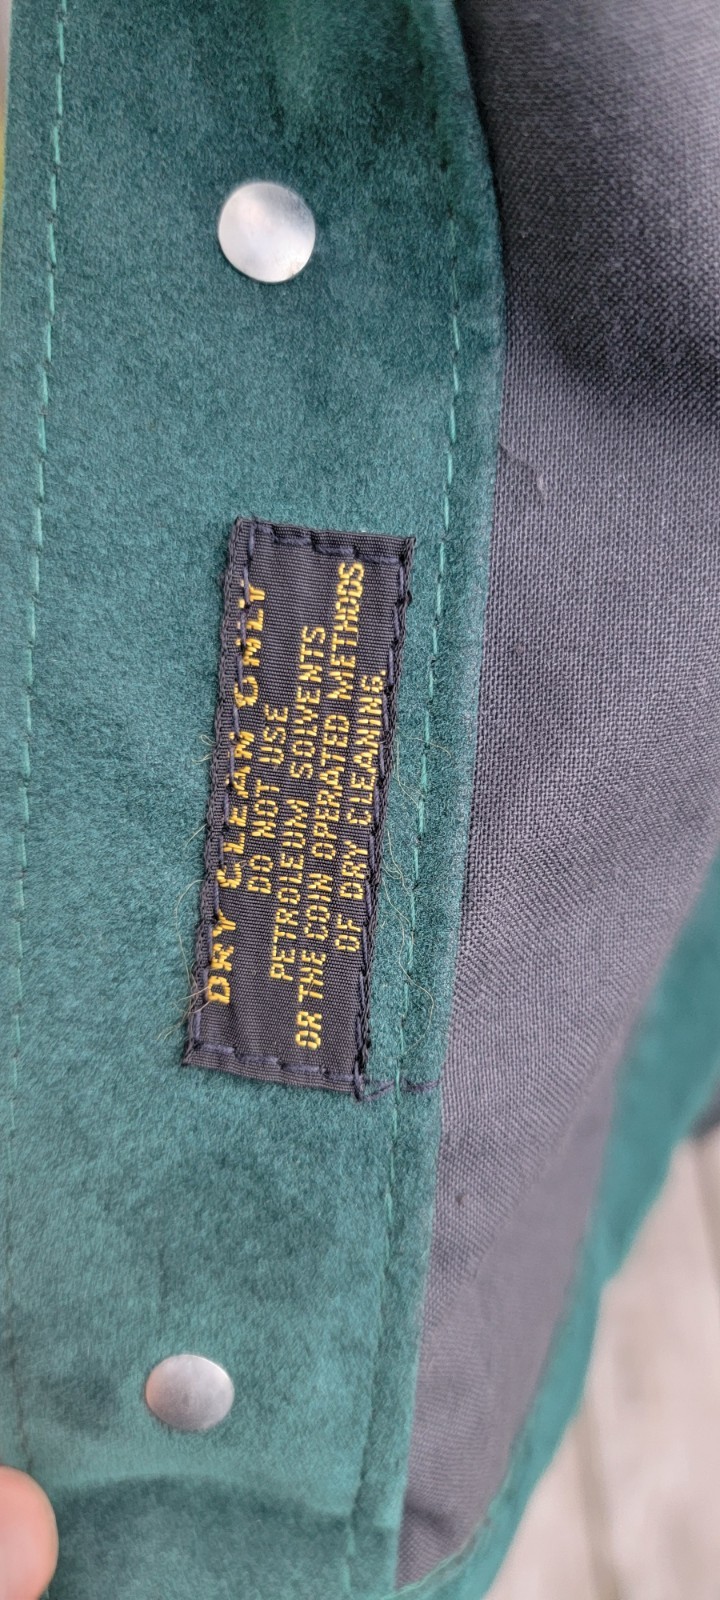 DRY CLEAN ONLY
DO NOT USE
PETROLEUM SOLVENTS
OR THE COIN OPERATED METHODS
OF DRY CLEANING.